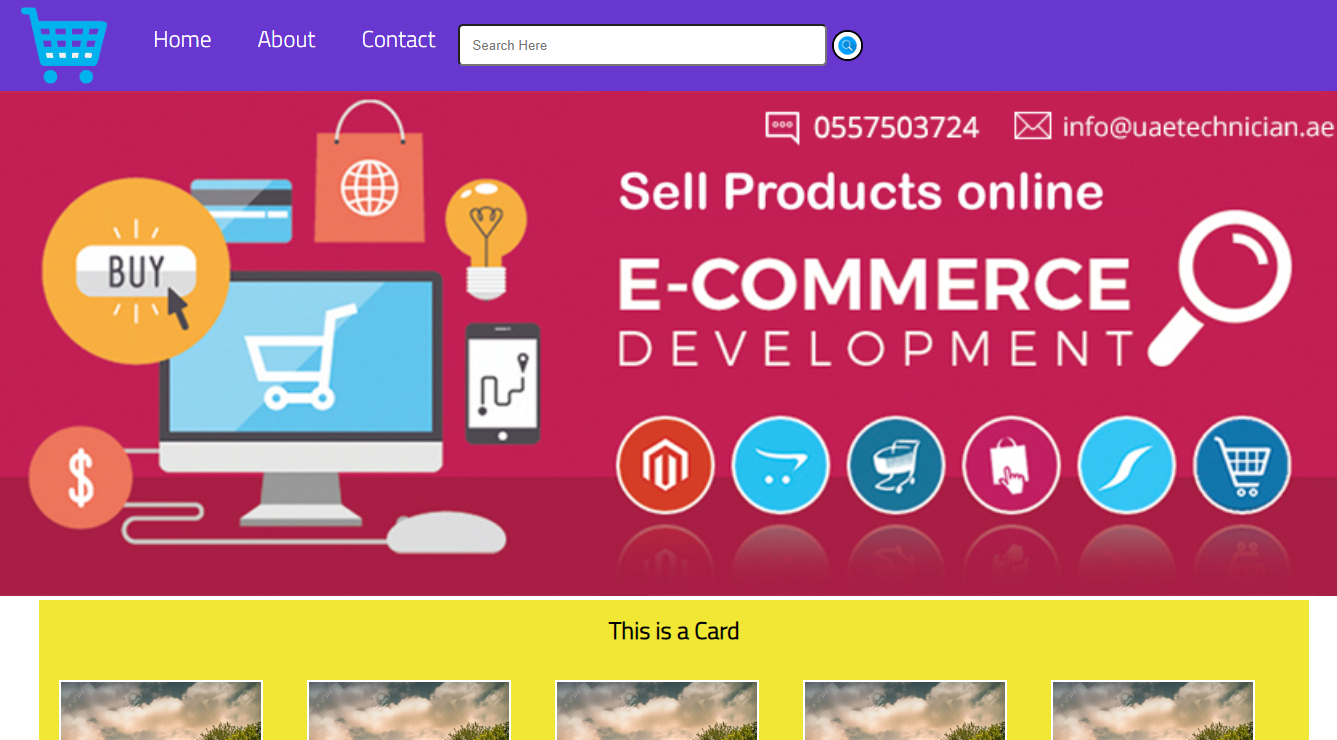 Home About Contact Search Here
0557503724 info@uaetechnician.ae
Sell Products online
E-COMMERCE
DEVELOPMENT
BUY
$
This is a Card